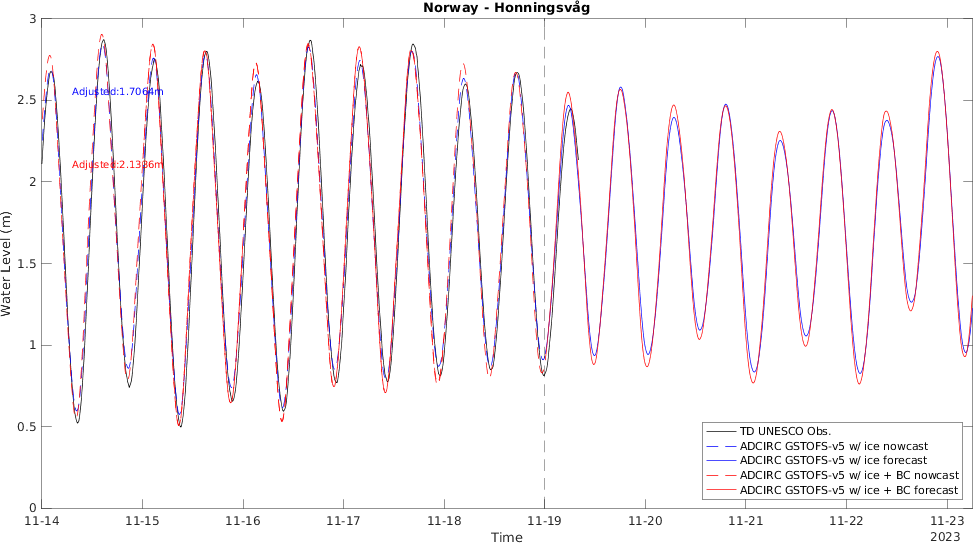 Norway - Honningsvåg
3
2.5
2
1.5
1
0.5
0
Water Level (m)
Adjusted:1.7064m
Adjusted:2.1386m
TD UNESCO Obs.
ADCIRC GSTOFS-v5 w/ ice nowcast
ADCIRC GSTOFS-v5 w/ ice forecast
ADCIRC GSTOFS-v5 w/ ice + BC nowcast
ADCIRC GSTOFS-v5 w/ ice + BC forecast
11-14 11-15 11-16 11-17 11-18 11-19 11-20 11-21 11-22 11-23
2023
Time